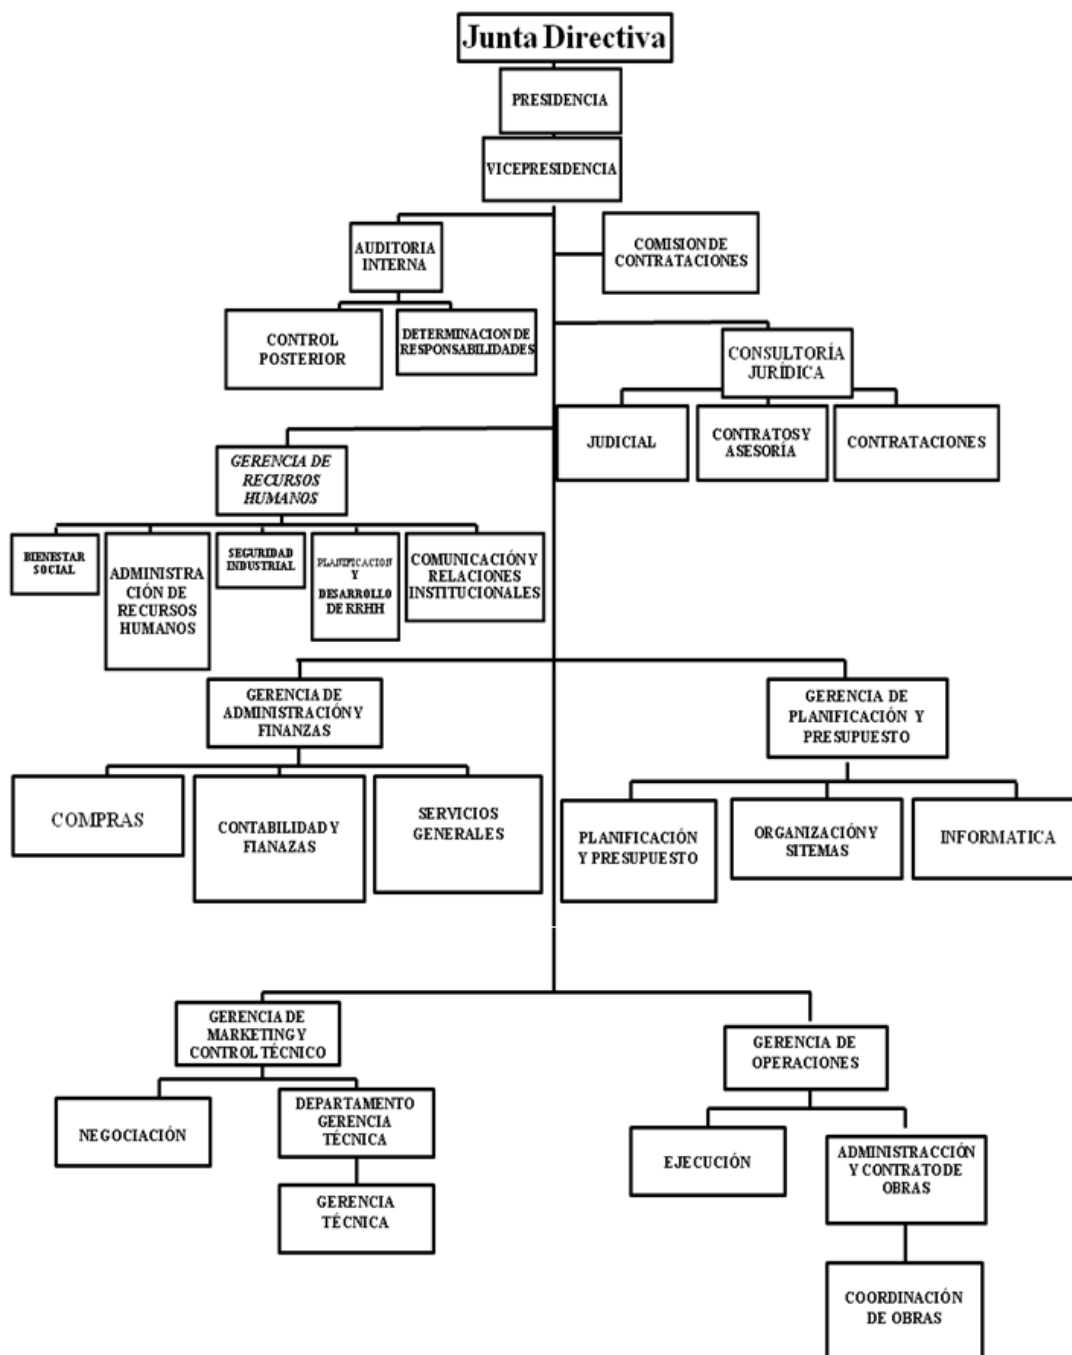 Junta Directiva
PRESIDENCIA
VICEPRESIDENCIA
AUDITORIA
INTERNA
COMISION DE
CONTRATACIONES
CONTROL
POSTERIOR
DETERMINACION DE
RESPONSABILIDADES
CONSULTORÍA
JURÍDICA
JUDICIAL
CONTRATOS Y
ASESORÍA
CONTRATACIONES
GERENCIA DE
RECURSOS
HUMANOS
BIENESTAR
SOCIAL
ADMINISTRA
CIÓN DE
RECURSOS
HUMANOS
SEGURIDAD
INDUSTRIAL
PLANIFICACION
Y
DESARROLLO
DE RRHH
COMUNICACIÓN Y
RELACIONES
INSTITUCIONALES
GERENCIA DE
ADMINISTRACIÓN Y
FINANZAS
GERENCIA DE
PLANIFICACIÓN Y
PRESUPUESTO
COMPRAS
CONTABILIDAD Y
FIANAZAS
SERVICIOS
GENERALES
PLANIFICACIÓN
Y PRESUPUESTO
ORGANIZACIÓN Y
SITEMAS
INFORMATICA
GERENCIA DE
MARKETING Y
CONTROL TÉCNICO
GERENCIA DE
OPERACIONES
NEGOCIACIÓN
DEPARTAMENTO
GERENCIA
TÉCNICA
GERENCIA
TÉCNICA
EJECUCIÓN
ADMINISTRACCIÓN
Y CONTRATO DE
OBRAS
COORDINACIÓN
DE OBRAS